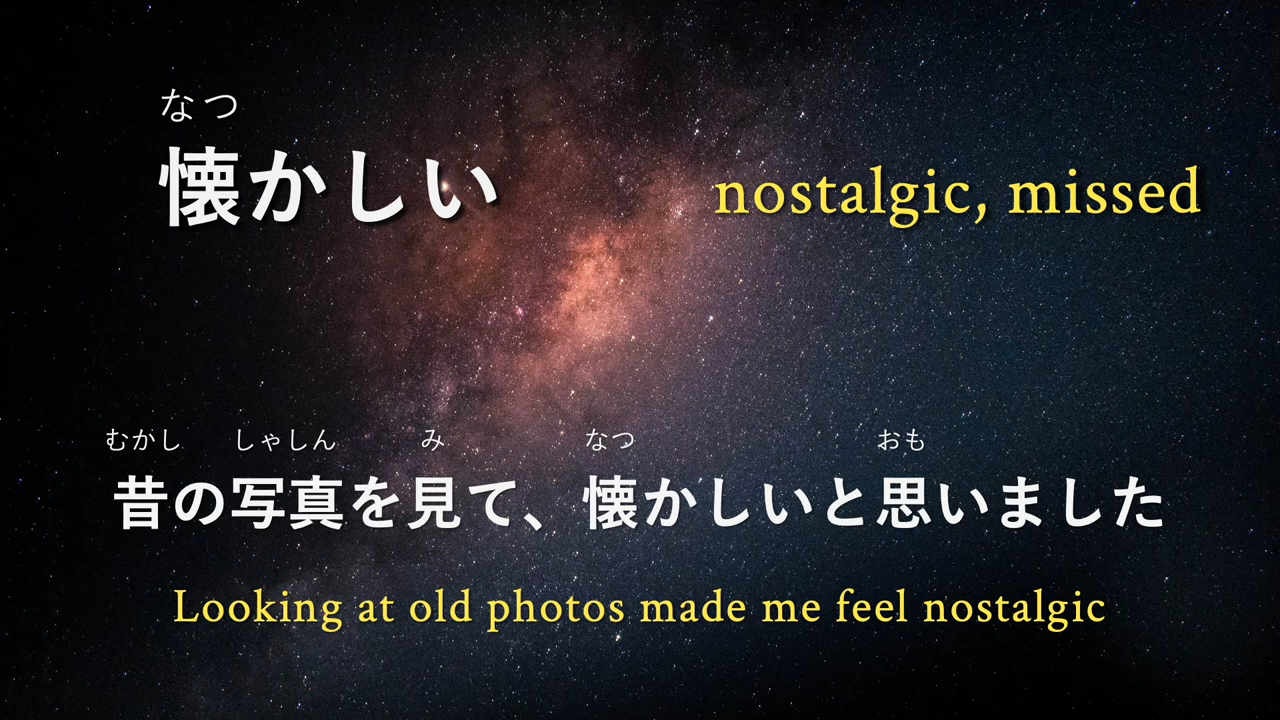 なつ
懐かしい
nostalgic, missed
むかし しゃしん み なつ おも
昔の写真を見て、懐かしいと思いました
Looking at old photos made me feel nostalgic